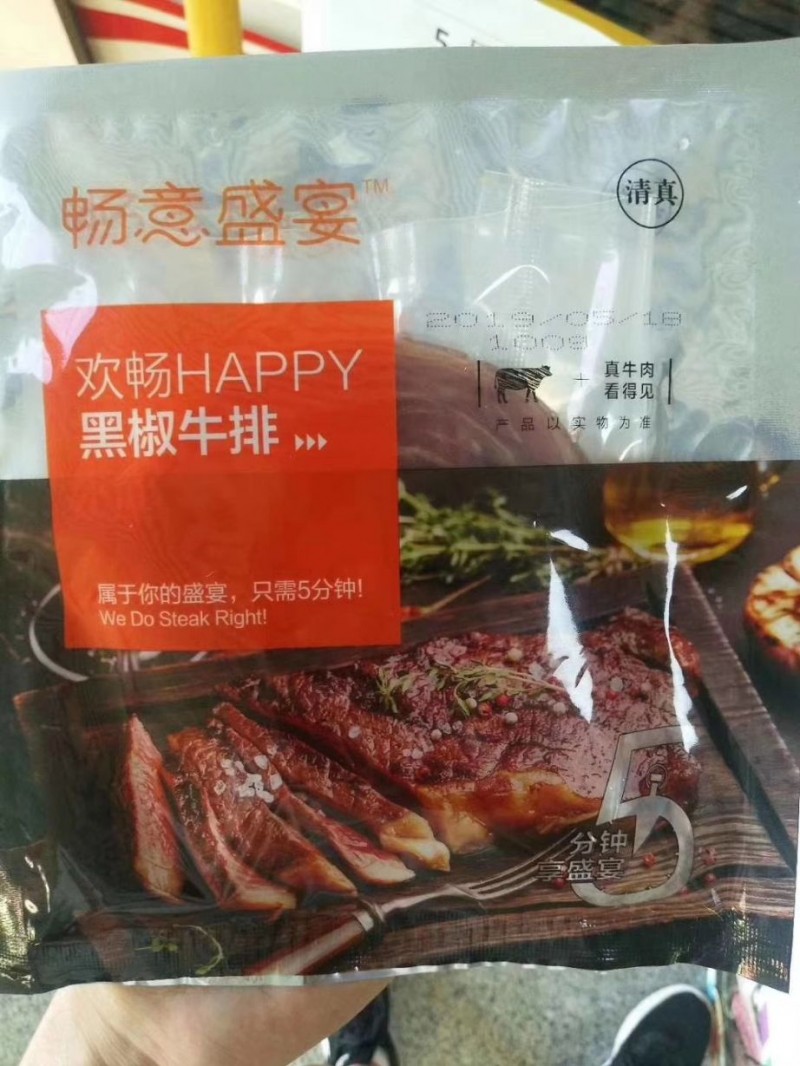 畅意盛宴™
清真
2019/05/18
100g
欢畅HAPPY
黑椒牛排
真牛肉
看得见
产品以实物为准
属于你的盛宴，只需5分钟!
We Do Steak Right!
5
分钟
享盛宴